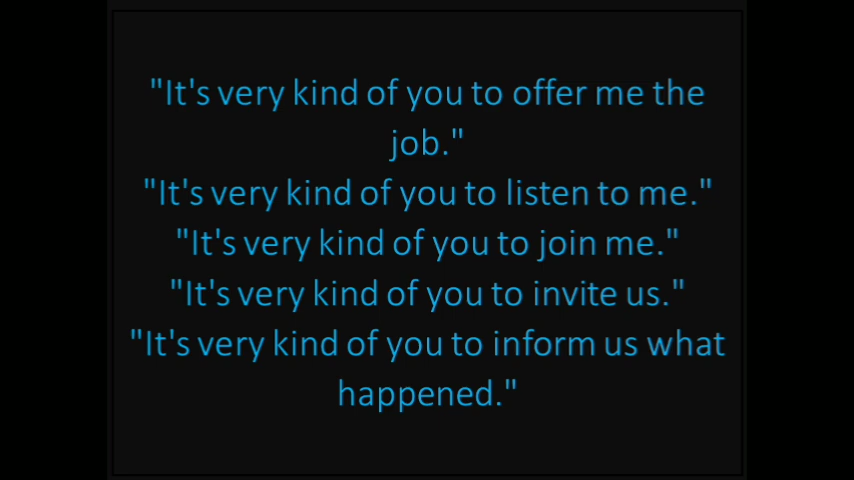 "It's very kind of you to offer me the
job."
"It's very kind of you to listen to me."
"It's very kind of you to join me."
"It's very kind of you to invite us."
"It's very kind of you to inform us what
happened."